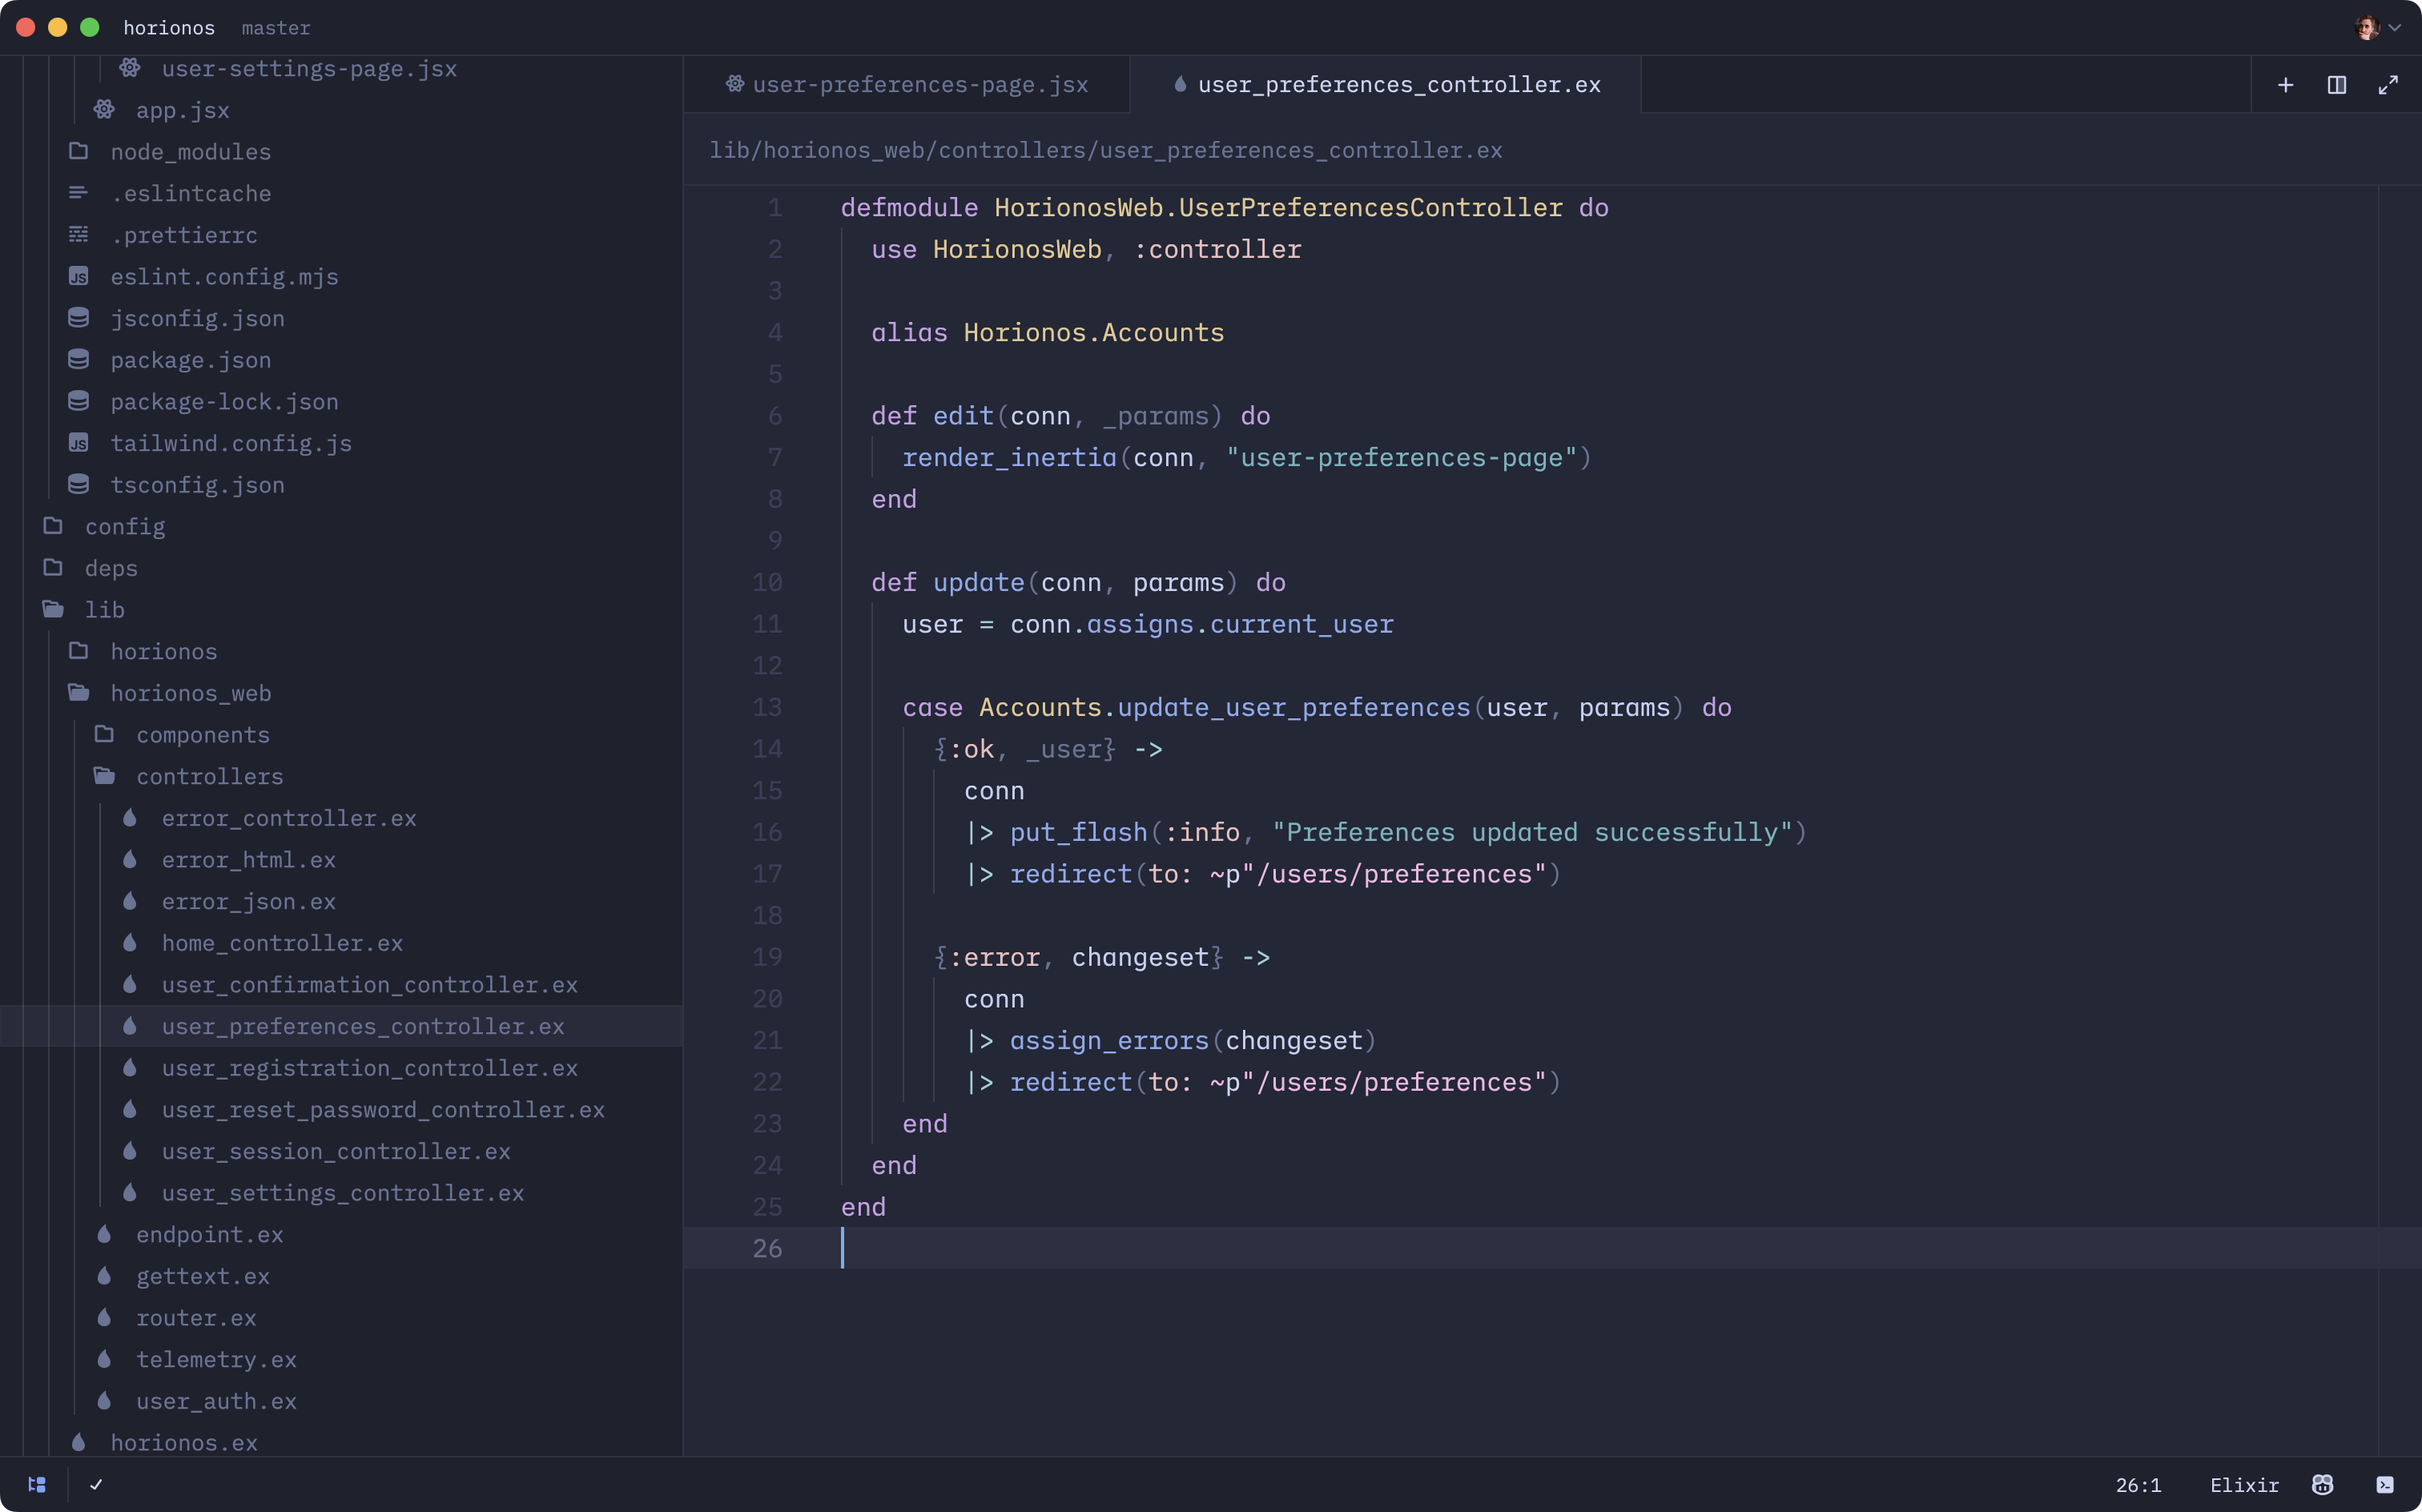 horionos master
user-settings-page.jsx
app.jsx
node_modules
.eslintcache
.prettierrc
eslint.config.mjs
jsconfig.json
package.json
package-lock.json
tailwind.config.js
tsconfig.json
config
deps
lib
horionos
horionos_web
components
controllers
error_controller.ex
error_html.ex
error_json.ex
home_controller.ex
user_confirmation_controller.ex
user_preferences_controller.ex
user_registration_controller.ex
user_reset_password_controller.ex
user_session_controller.ex
user_settings_controller.ex
endpoint.ex
gettext.ex
router.ex
telemetry.ex
user_auth.ex
horionos.ex
user-preferences-page.jsx user_preferences_controller.ex
lib/horionos_web/controllers/user_preferences_controller.ex
1 defmodule HorionosWeb.UserPreferencesController do
2   use HorionosWeb, :controller
3
4   alias Horionos.Accounts
5
6   def edit(conn, _params) do
7     render_inertia(conn, "user-preferences-page")
8   end
9
10   def update(conn, params) do
11     user = conn.assigns.current_user
12
13     case Accounts.update_user_preferences(user, params) do
14       {:ok, _user} ->
15         conn
16         |> put_flash(:info, "Preferences updated successfully")
17         |> redirect(to: ~p"/users/preferences")
18
19       {:error, changeset} ->
20         conn
21         |> assign_errors(changeset)
22         |> redirect(to: ~p"/users/preferences")
23     end
24   end
25 end
26
26:1 Elixir